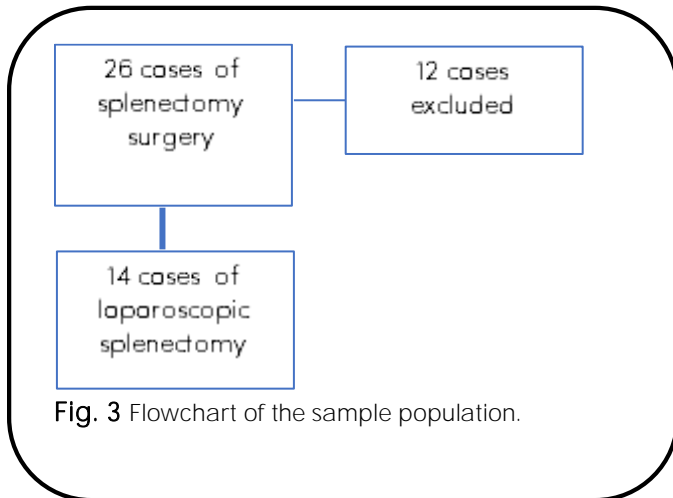 26 cases of
splenectomy
surgery
12 cases
excluded
14 cases of
laparoscopic
splenectomy
Fig. 3 Flowchart of the sample population.